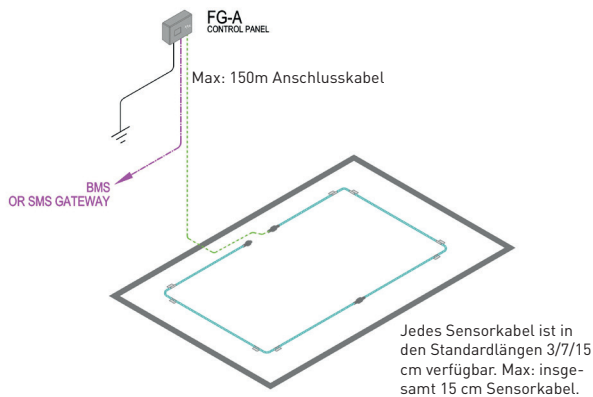 FG-A
CONTROL PANEL
Max: 150m Anschlusskabel
BMS
OR SMS GATEWAY
Jedes Sensorkabel ist in
den Standardlängen 3/7/15
cm verfügbar. Max: insge-
samt 15 cm Sensorkabel.